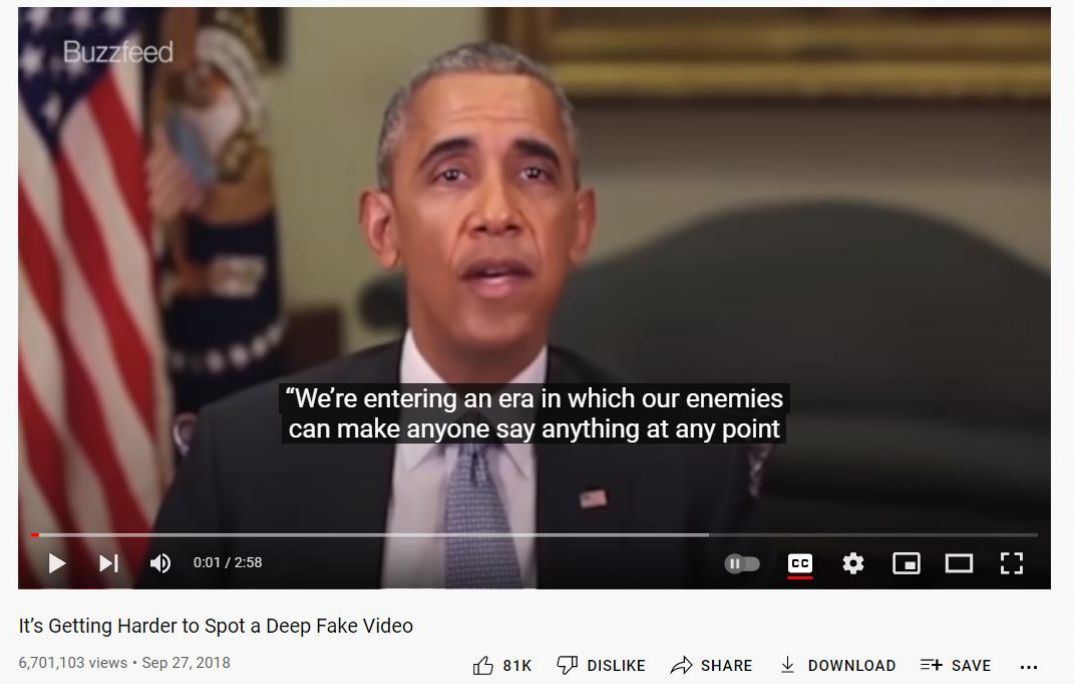 Buzzfeed
“We’re entering an era in which our enemies
can make anyone say anything at any point
0:01 / 2:58
CC
It’s Getting Harder to Spot a Deep Fake Video
6,701,103 views • Sep 27, 2018
81K DISLIKE SHARE DOWNLOAD SAVE